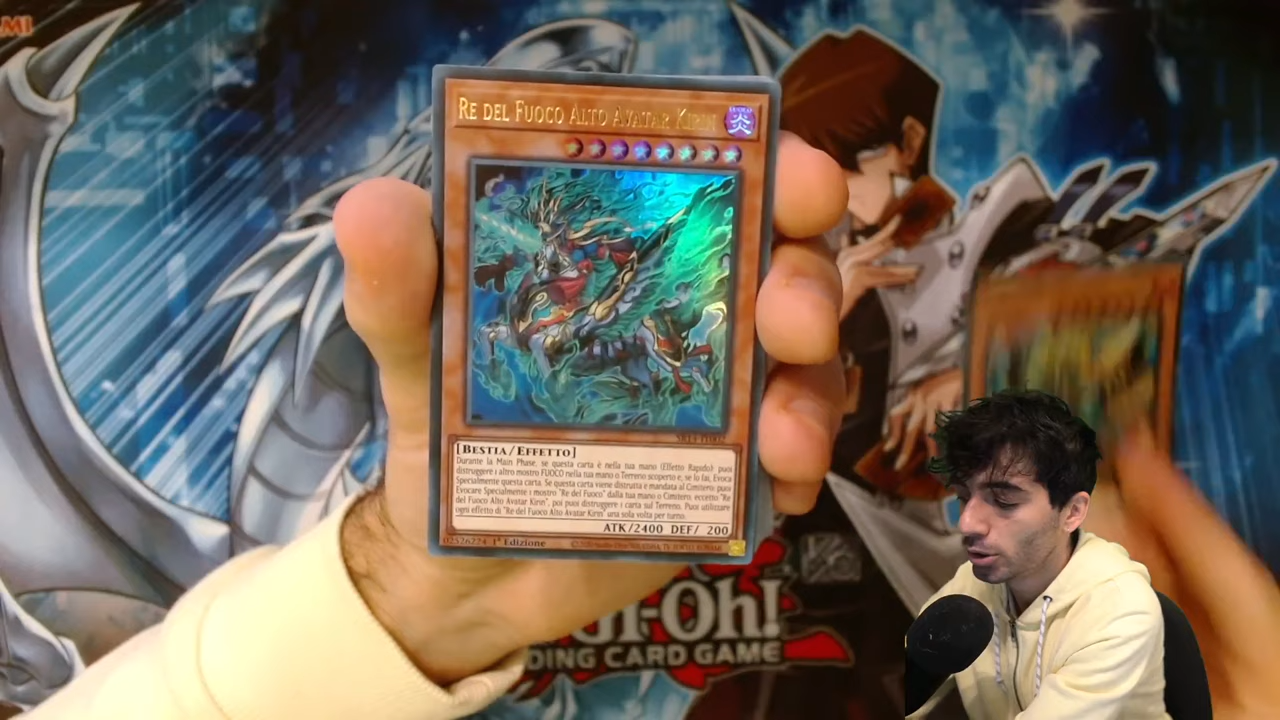 RE DEL FUOCO ALTO AVATAR KIRIN
炎
SR14-IT002
[BESTIA/EFFETTO]
Durante la Main Phase, se questa carta è nella tua mano (Effetto Rapido): puoi
distruggere 1 altro mostro FUOCO nella tua mano o Terreno scoperto e, se lo fai, Evoca
Specialmente questa carta. Se questa carta viene distrutta e mandata al Cimitero: puoi
Evocare Specialmente 1 mostro "Re del Fuoco" dalla tua mano o Cimitero, eccetto "Re
del Fuoco Alto Avatar Kirin", poi puoi distruggere 1 carta sul Terreno. Puoi utilizzare
ogni effetto di "Re del Fuoco Alto Avatar Kirin" una sola volta per turno.
ATK/2400 DEF/ 200
02526224 1ª Edizione
GI-OH!
DING CARD GAME